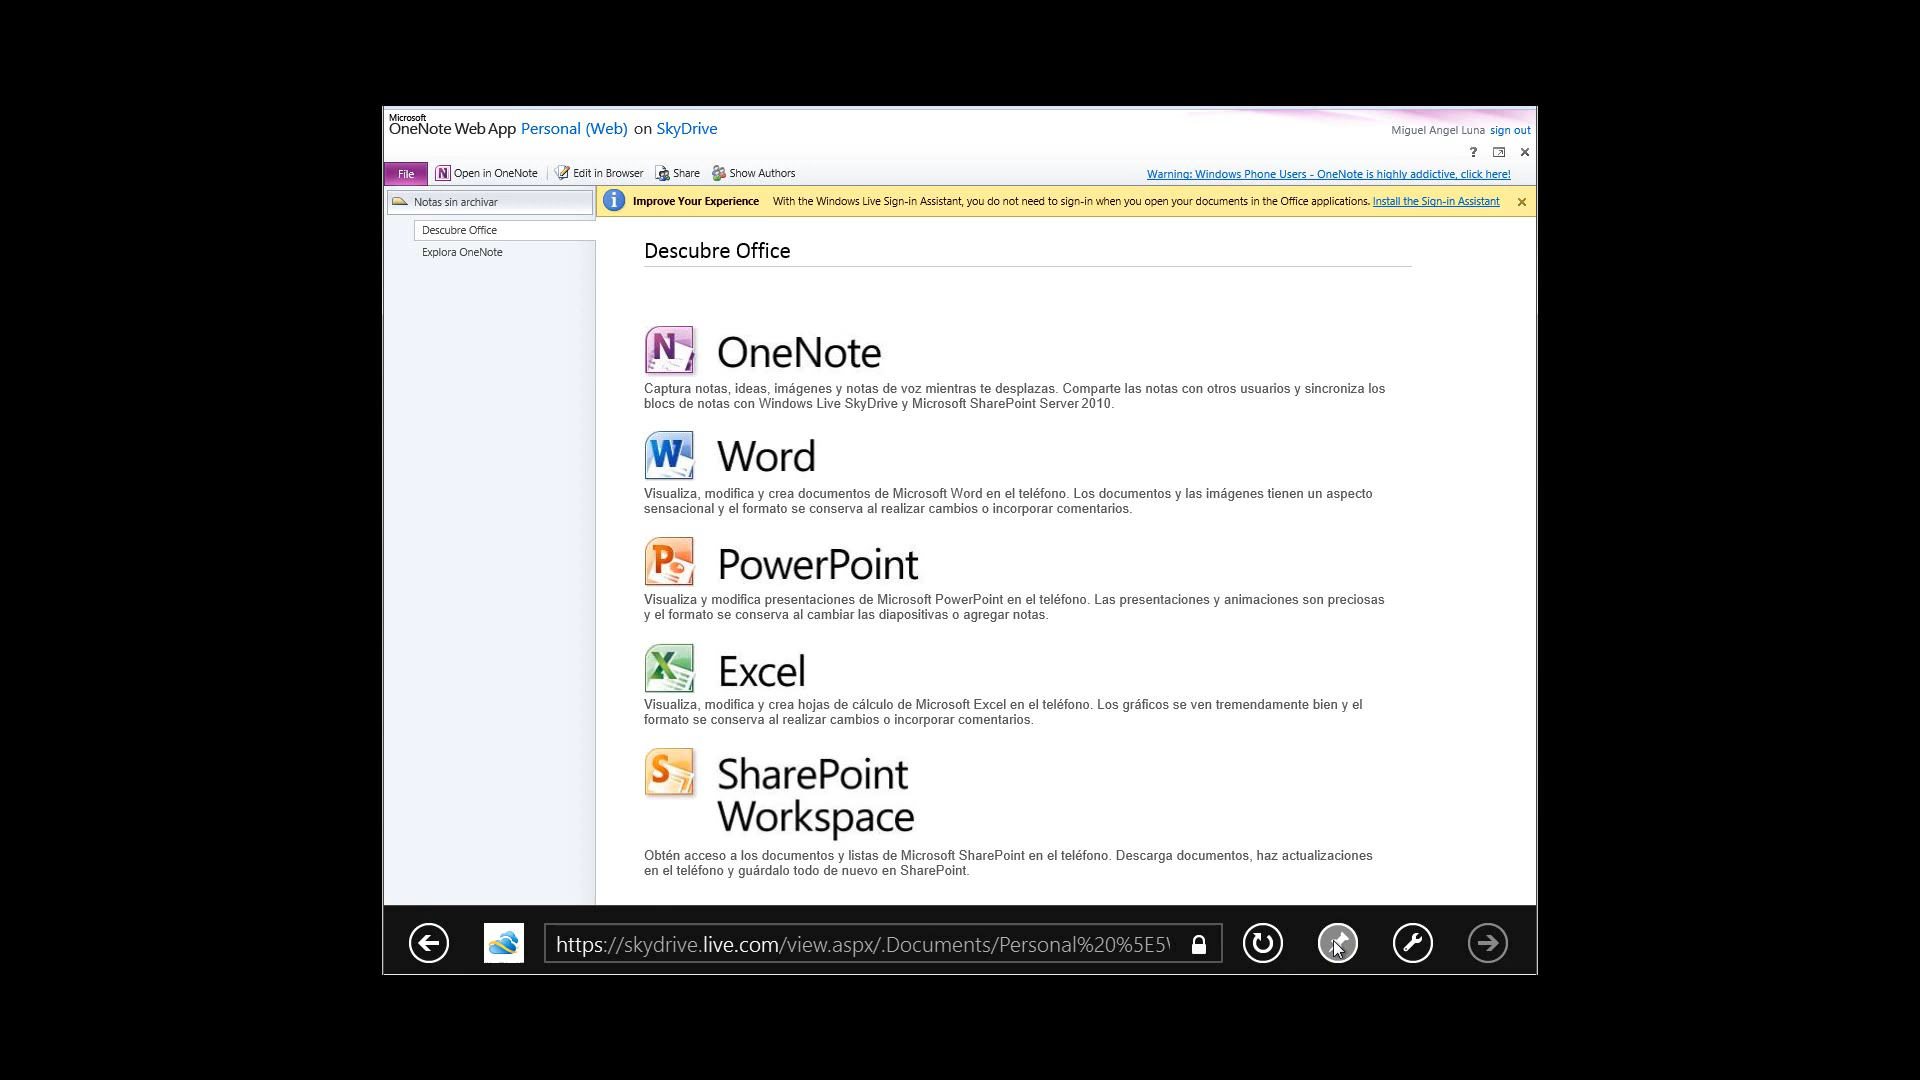 Microsoft
OneNote Web App Personal (Web) on SkyDrive
Miguel Angel Luna sign out
File Open in OneNote Edit in Browser Share Show Authors
Warning: Windows Phone Users - OneNote is highly addictive, click here!
Notas sin archivar
Improve Your Experience With the Windows Live Sign-in Assistant, you do not need to sign-in when you open your documents in the Office applications. Install the Sign-in Assistant
Descubre Office
Explora OneNote
Descubre Office
OneNote
Captura notas, ideas, imágenes y notas de voz mientras te desplazas. Comparte las notas con otros usuarios y sincroniza los
blocs de notas con Windows Live SkyDrive y Microsoft SharePoint Server 2010.
Word
Visualiza, modifica y crea documentos de Microsoft Word en el teléfono. Los documentos y las imágenes tienen un aspecto
sensacional y el formato se conserva al realizar cambios o incorporar comentarios.
PowerPoint
Visualiza y modifica presentaciones de Microsoft PowerPoint en el teléfono. Las presentaciones y animaciones son preciosas
y el formato se conserva al cambiar las diapositivas o agregar notas.
Excel
Visualiza, modifica y crea hojas de cálculo de Microsoft Excel en el teléfono. Los gráficos se ven tremendamente bien y el
formato se conserva al realizar cambios o incorporar comentarios.
SharePoint
Workspace
Obtén acceso a los documentos y listas de Microsoft SharePoint en el teléfono. Descarga documentos, haz actualizaciones
en el teléfono y guárdalo todo de nuevo en SharePoint.
https://skydrive.live.com/view.aspx/.Documents/Personal%20%5E5